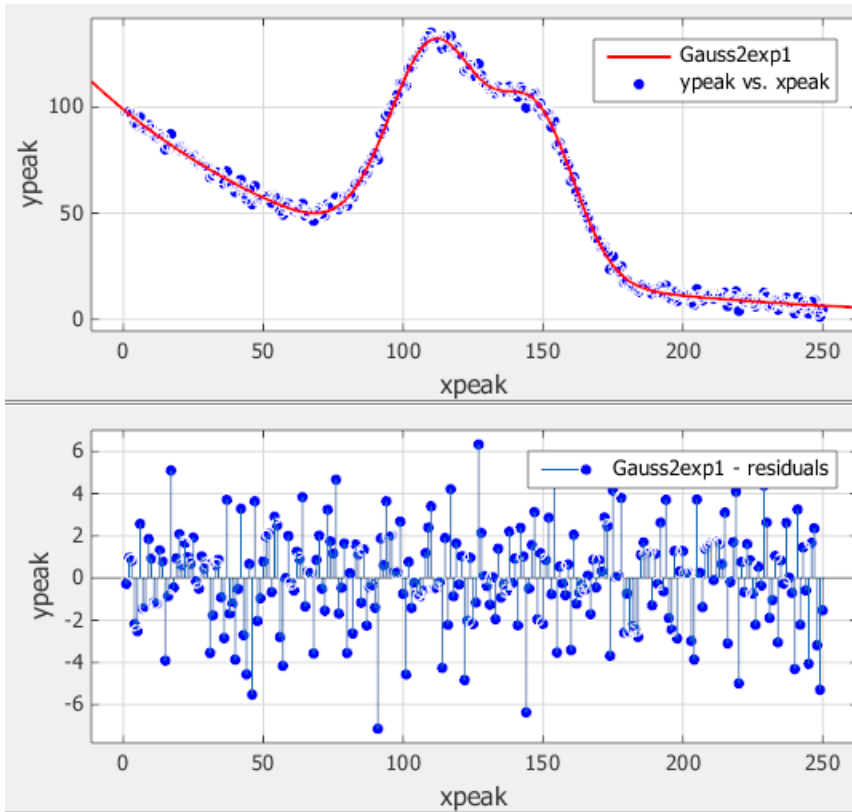 Gauss2exp1
ypeak vs. xpeak
100
50
0
ypeak
0 50 100 150 200 250
xpeak
Gauss2exp1 - residuals
6
4
2
0
-2
-4
-6
ypeak
0 50 100 150 200 250
xpeak